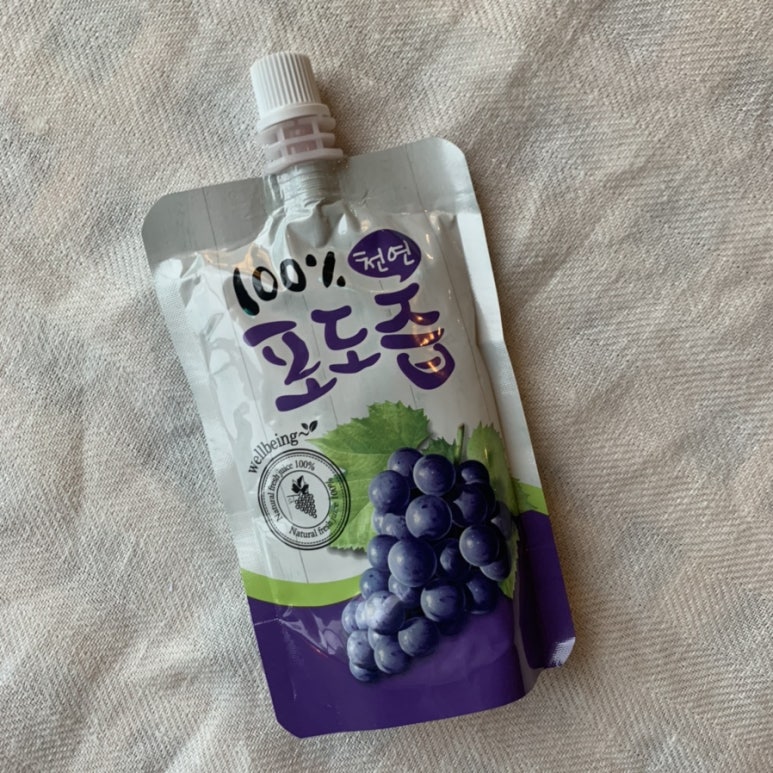 100% 천연
포도즙
wellbeing~
Natural fresh juice 100%
Natural fresh juice 100%